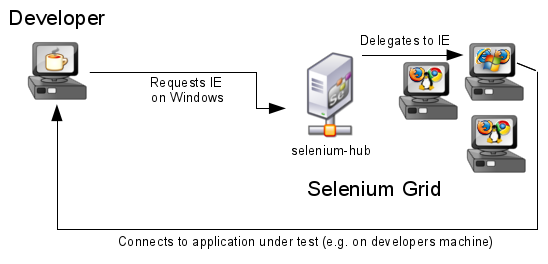 Developer
Delegates to IE
Requests IE
on Windows
selenium-hub
Selenium Grid
Connects to application under test (e.g. on developers machine)